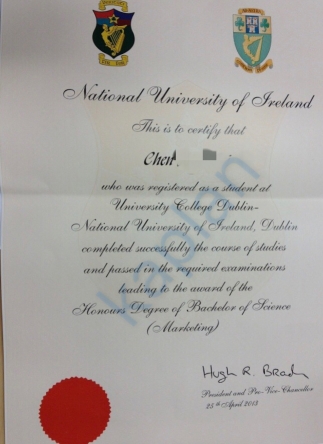 National University of Ireland
This is to certify that
Chen
who was registered as a student at
University College Dublin-
National University of Ireland, Dublin
completed successfully the course of studies
and passed in the required examinations
leading to the award of the
Honours Degree of Bachelor of Science
(Marketing)
Hugh R. Brady
President and Pro-Vice-Chancellor
25th April 2013
kaplan